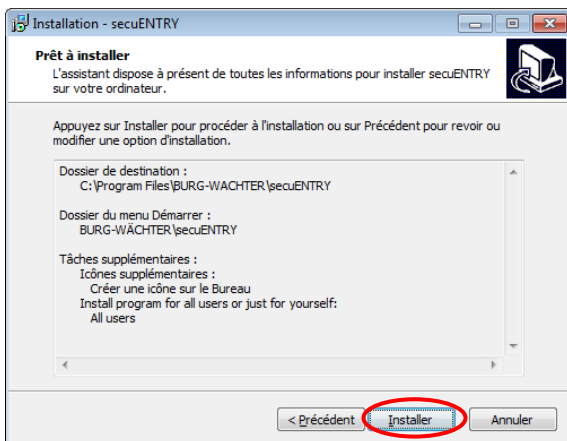 Installation - secuENTRY
Prêt à installer
L'assistant dispose à présent de toutes les informations pour installer secuENTRY
sur votre ordinateur.
Appuyez sur Installer pour procéder à l'installation ou sur Précédent pour revoir ou
modifier une option d'installation.
Dossier de destination :
C:\Program Files\BURG-WACHTER\secuENTRY
Dossier du menu Démarrer :
BURG-WÄCHTER\secuENTRY
Tâches supplémentaires :
Icônes supplémentaires :
Créer une icône sur le Bureau
Install program for all users or just for yourself:
All users
< Précédent Installer Annuler